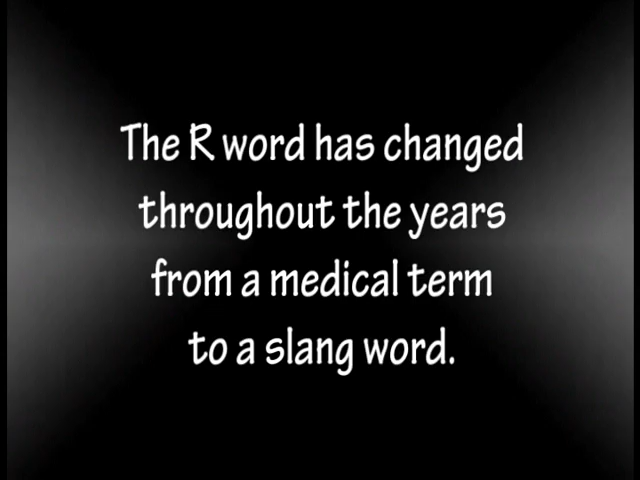 The R word has changed
throughout the years
from a medical term
to a slang word.